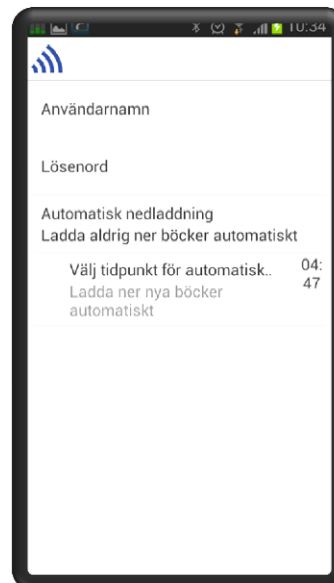 10:34
Användarnamn
Lösenord
Automatisk nedladdning
Ladda aldrig ner böcker automatiskt
Välj tidpunkt för automatisk..
04:
47
Ladda ner nya böcker
automatiskt